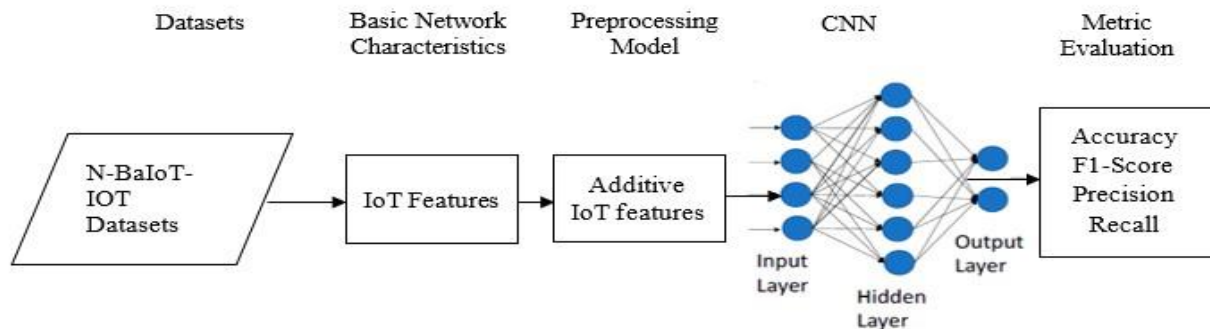 Datasets
Basic Network
Characteristics
Preprocessing
Model
CNN
Metric
Evaluation
N-BaIoT-
IOT
Datasets
IoT Features
Additive
IoT features
Input
Layer
Hidden
Layer
Output
Layer
Accuracy
F1-Score
Precision
Recall